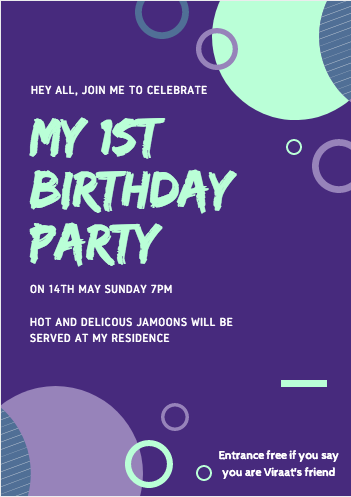 HEY ALL, JOIN ME TO CELEBRATE
MY 1ST
BIRTHDAY
PARTY
ON 14TH MAY SUNDAY 7PM
HOT AND DELICOUS JAMOONS WILL BE
SERVED AT MY RESIDENCE
Entrance free if you say
you are Viraat's friend